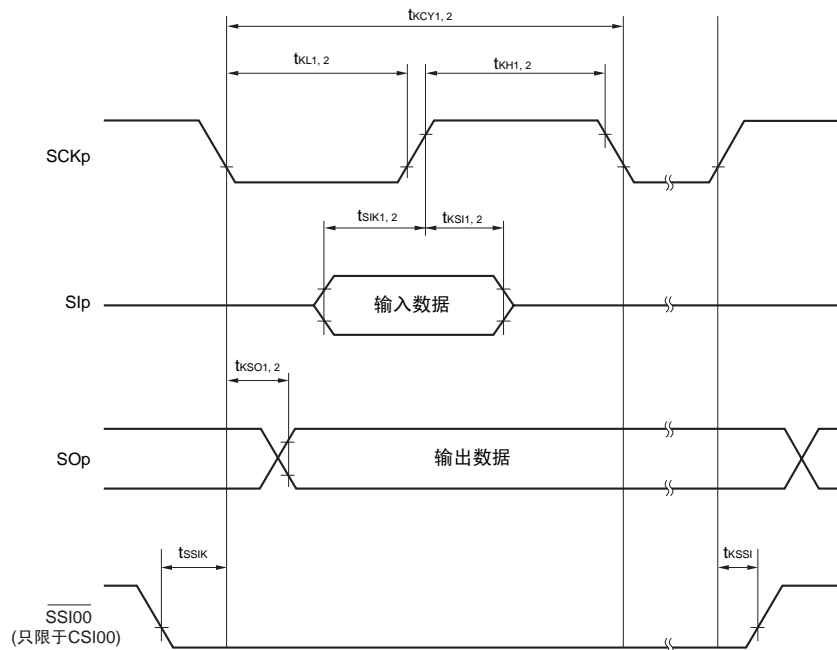 tKCY1, 2
tKL1, 2
tKH1, 2
SCKp
tSIK1, 2
tKSI1, 2
SIp
输入数据
tKSO1, 2
SOp
输出数据
tSSIK
tKSSI
SSI00
(只限于CSI00)